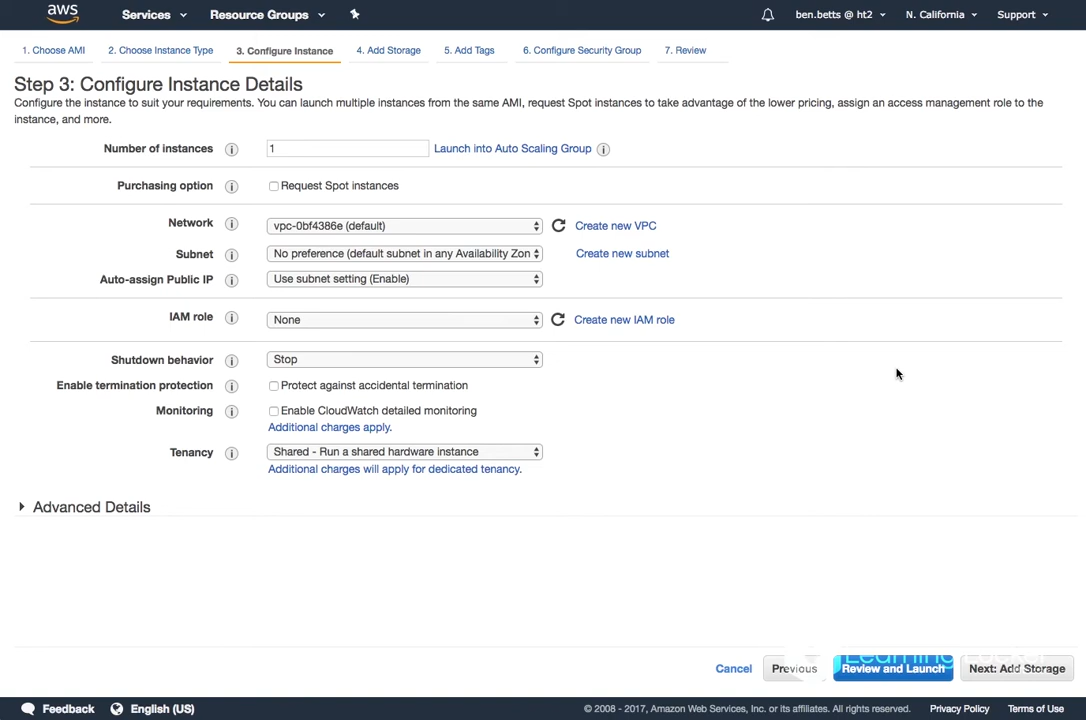 aws Services Resource Groups ben.betts @ ht2 N. California Support
1. Choose AMI 2. Choose Instance Type 3. Configure Instance 4. Add Storage 5. Add Tags 6. Configure Security Group 7. Review
Step 3: Configure Instance Details
Configure the instance to suit your requirements. You can launch multiple instances from the same AMI, request Spot instances to take advantage of the lower pricing, assign an access management role to the
instance, and more.
Number of instances i 1 Launch into Auto Scaling Group i
Purchasing option i Request Spot instances
Network i vpc-0bf4386e (default) Create new VPC
Subnet i No preference (default subnet in any Availability Zon Create new subnet
Auto-assign Public IP i Use subnet setting (Enable)
IAM role i None Create new IAM role
Shutdown behavior i Stop
Enable termination protection i Protect against accidental termination
Monitoring i Enable CloudWatch detailed monitoring
Additional charges apply.
Tenancy i Shared - Run a shared hardware instance
Additional charges will apply for dedicated tenancy.
Advanced Details
Cancel Previous Review and Launch Next: Add Storage
Feedback English (US) © 2008 - 2017, Amazon Web Services, Inc. or its affiliates. All rights reserved. Privacy Policy Terms of Use